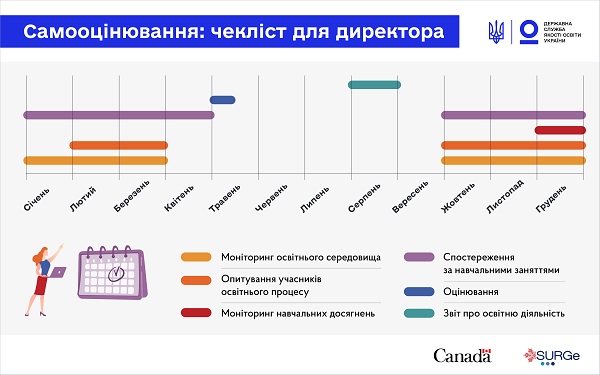 Самооцінювання: чекліст для директора
ДЕРЖАВНА
СЛУЖБА
ЯКОСТІ ОСВІТИ
УКРАЇНИ
Січень
Лютий
Березень
Квітень
Травень
Червень
Липень
Серпень
Вересень
Жовтень
Листопад
Грудень
Моніторинг освітнього середовища
Опитування учасників
освітнього процесу
Моніторинг навчальних досягнень
Спостереження
за навчальними заняттями
Оцінювання
Звіт про освітню діяльність
Canada
SURGe